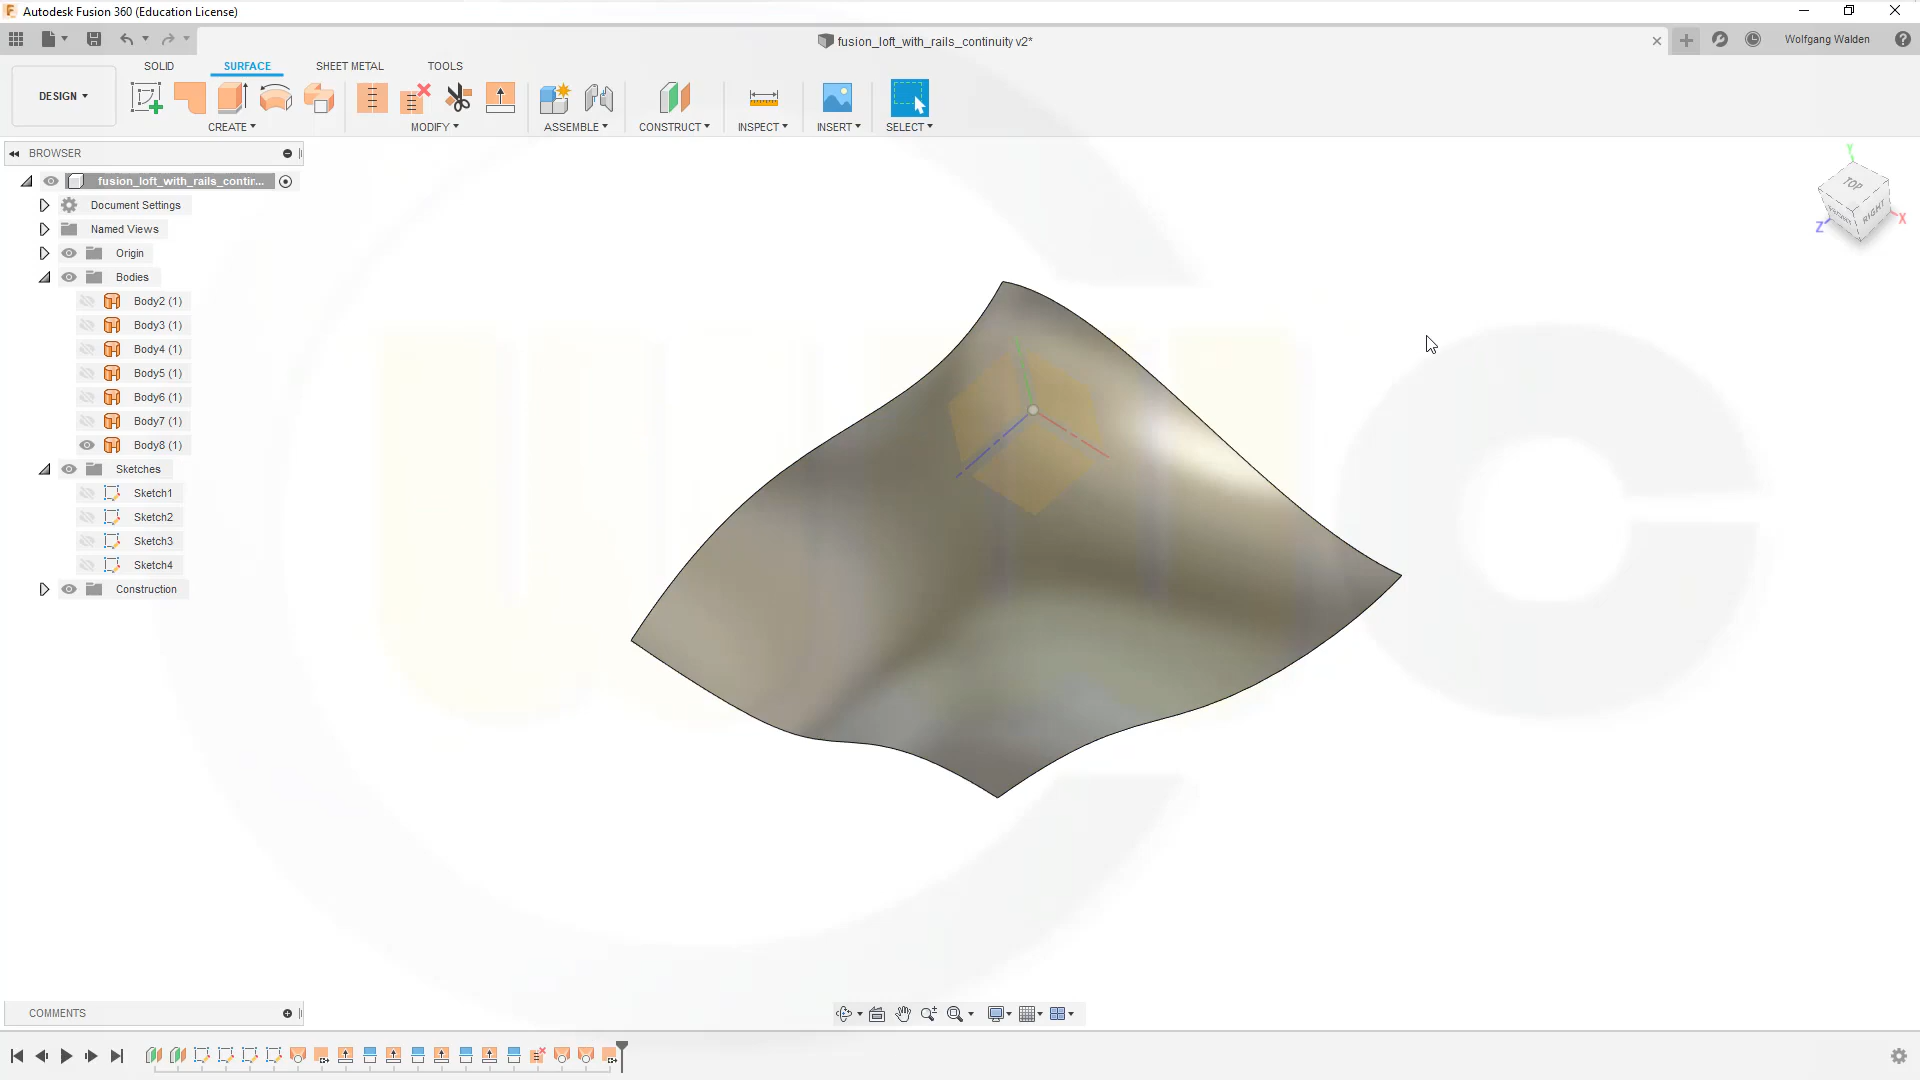 Autodesk Fusion 360 (Education License)
fusion_loft_with_rails_continuity v2*
Wolfgang Walden
SOLID SURFACE SHEET METAL TOOLS
DESIGN
CREATE MODIFY ASSEMBLE CONSTRUCT INSPECT INSERT SELECT
BROWSER
fusion_loft_with_rails_contin...
Document Settings
Named Views
Origin
Bodies
Body2 (1)
Body3 (1)
Body4 (1)
Body5 (1)
Body6 (1)
Body7 (1)
Body8 (1)
Sketches
Sketch1
Sketch2
Sketch3
Sketch4
Construction
Y
TOP
RIGHT
X
Z
COMMENTS